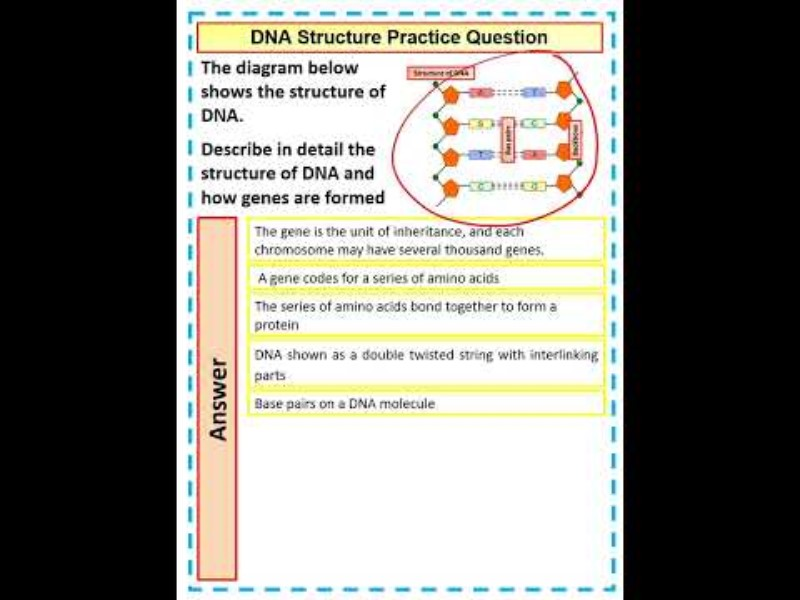 DNA Structure Practice Question
The diagram below
shows the structure of
DNA.
Describe in detail the
structure of DNA and
how genes are formed
Structure of DNA
A T
G C
T A
C G
Base pairs
Backbone
Answer
The gene is the unit of inheritance, and each
chromosome may have several thousand genes.
A gene codes for a series of amino acids
The series of amino acids bond together to form a
protein
DNA shown as a double twisted string with interlinking
parts
Base pairs on a DNA molecule